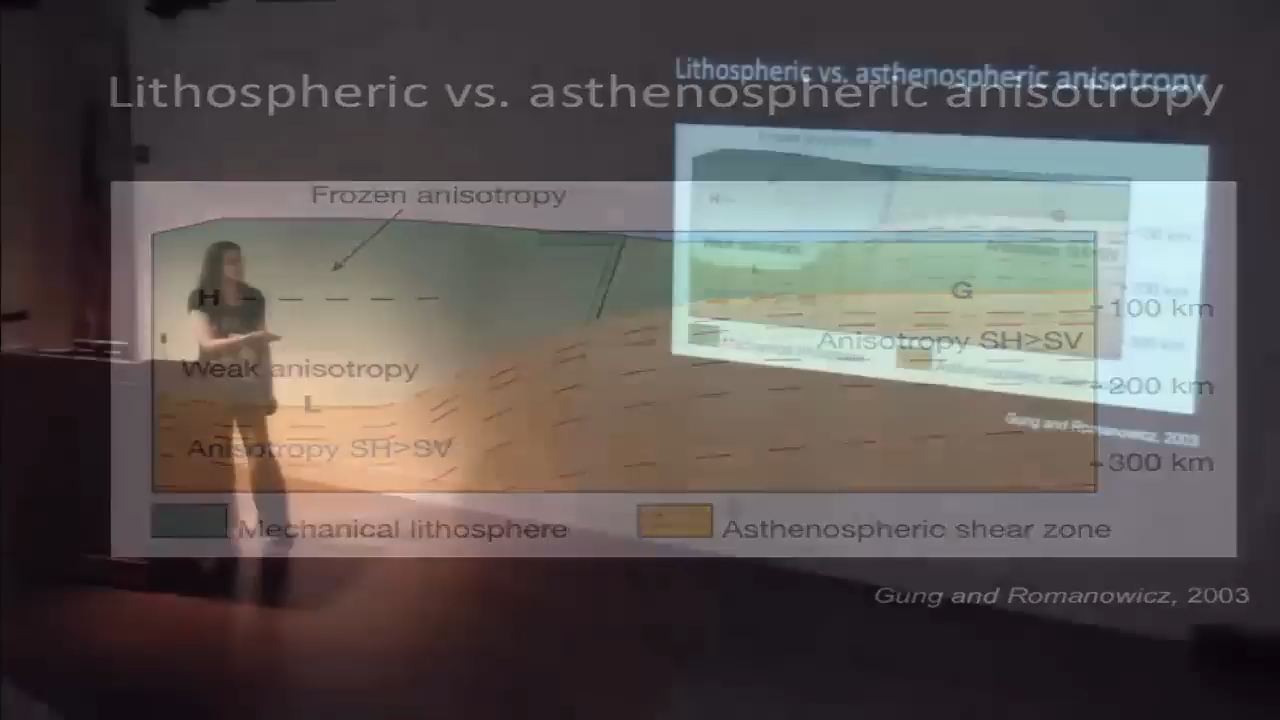 Lithospheric vs. asthenospheric anisotropy
Lithospheric vs. asthenospheric anisotropy
Frozen anisotropy
H
G
100 km
Anisotropy SH>SV
Weak anisotropy
200 km
L
Gung and Romanowicz, 2003
Anisotropy SH>SV
300 km
Mechanical lithosphere
Asthenospheric shear zone
Gung and Romanowicz, 2003